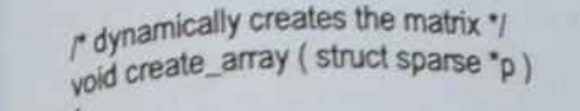 /* dynamically creates the matrix */
void create_array ( struct sparse *p )